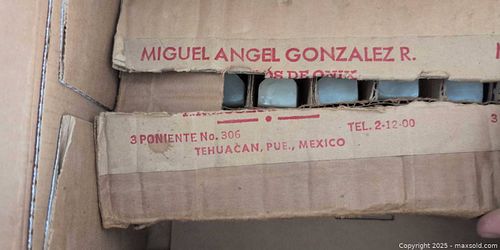 MIGUEL ANGEL GONZALEZ R.
DE ONIX
3 PONIENTE No. 306
TEL. 2-12-00
3
TEHUACAN, PUE., MEXICO
© Copyright 2025 - maxsold.com